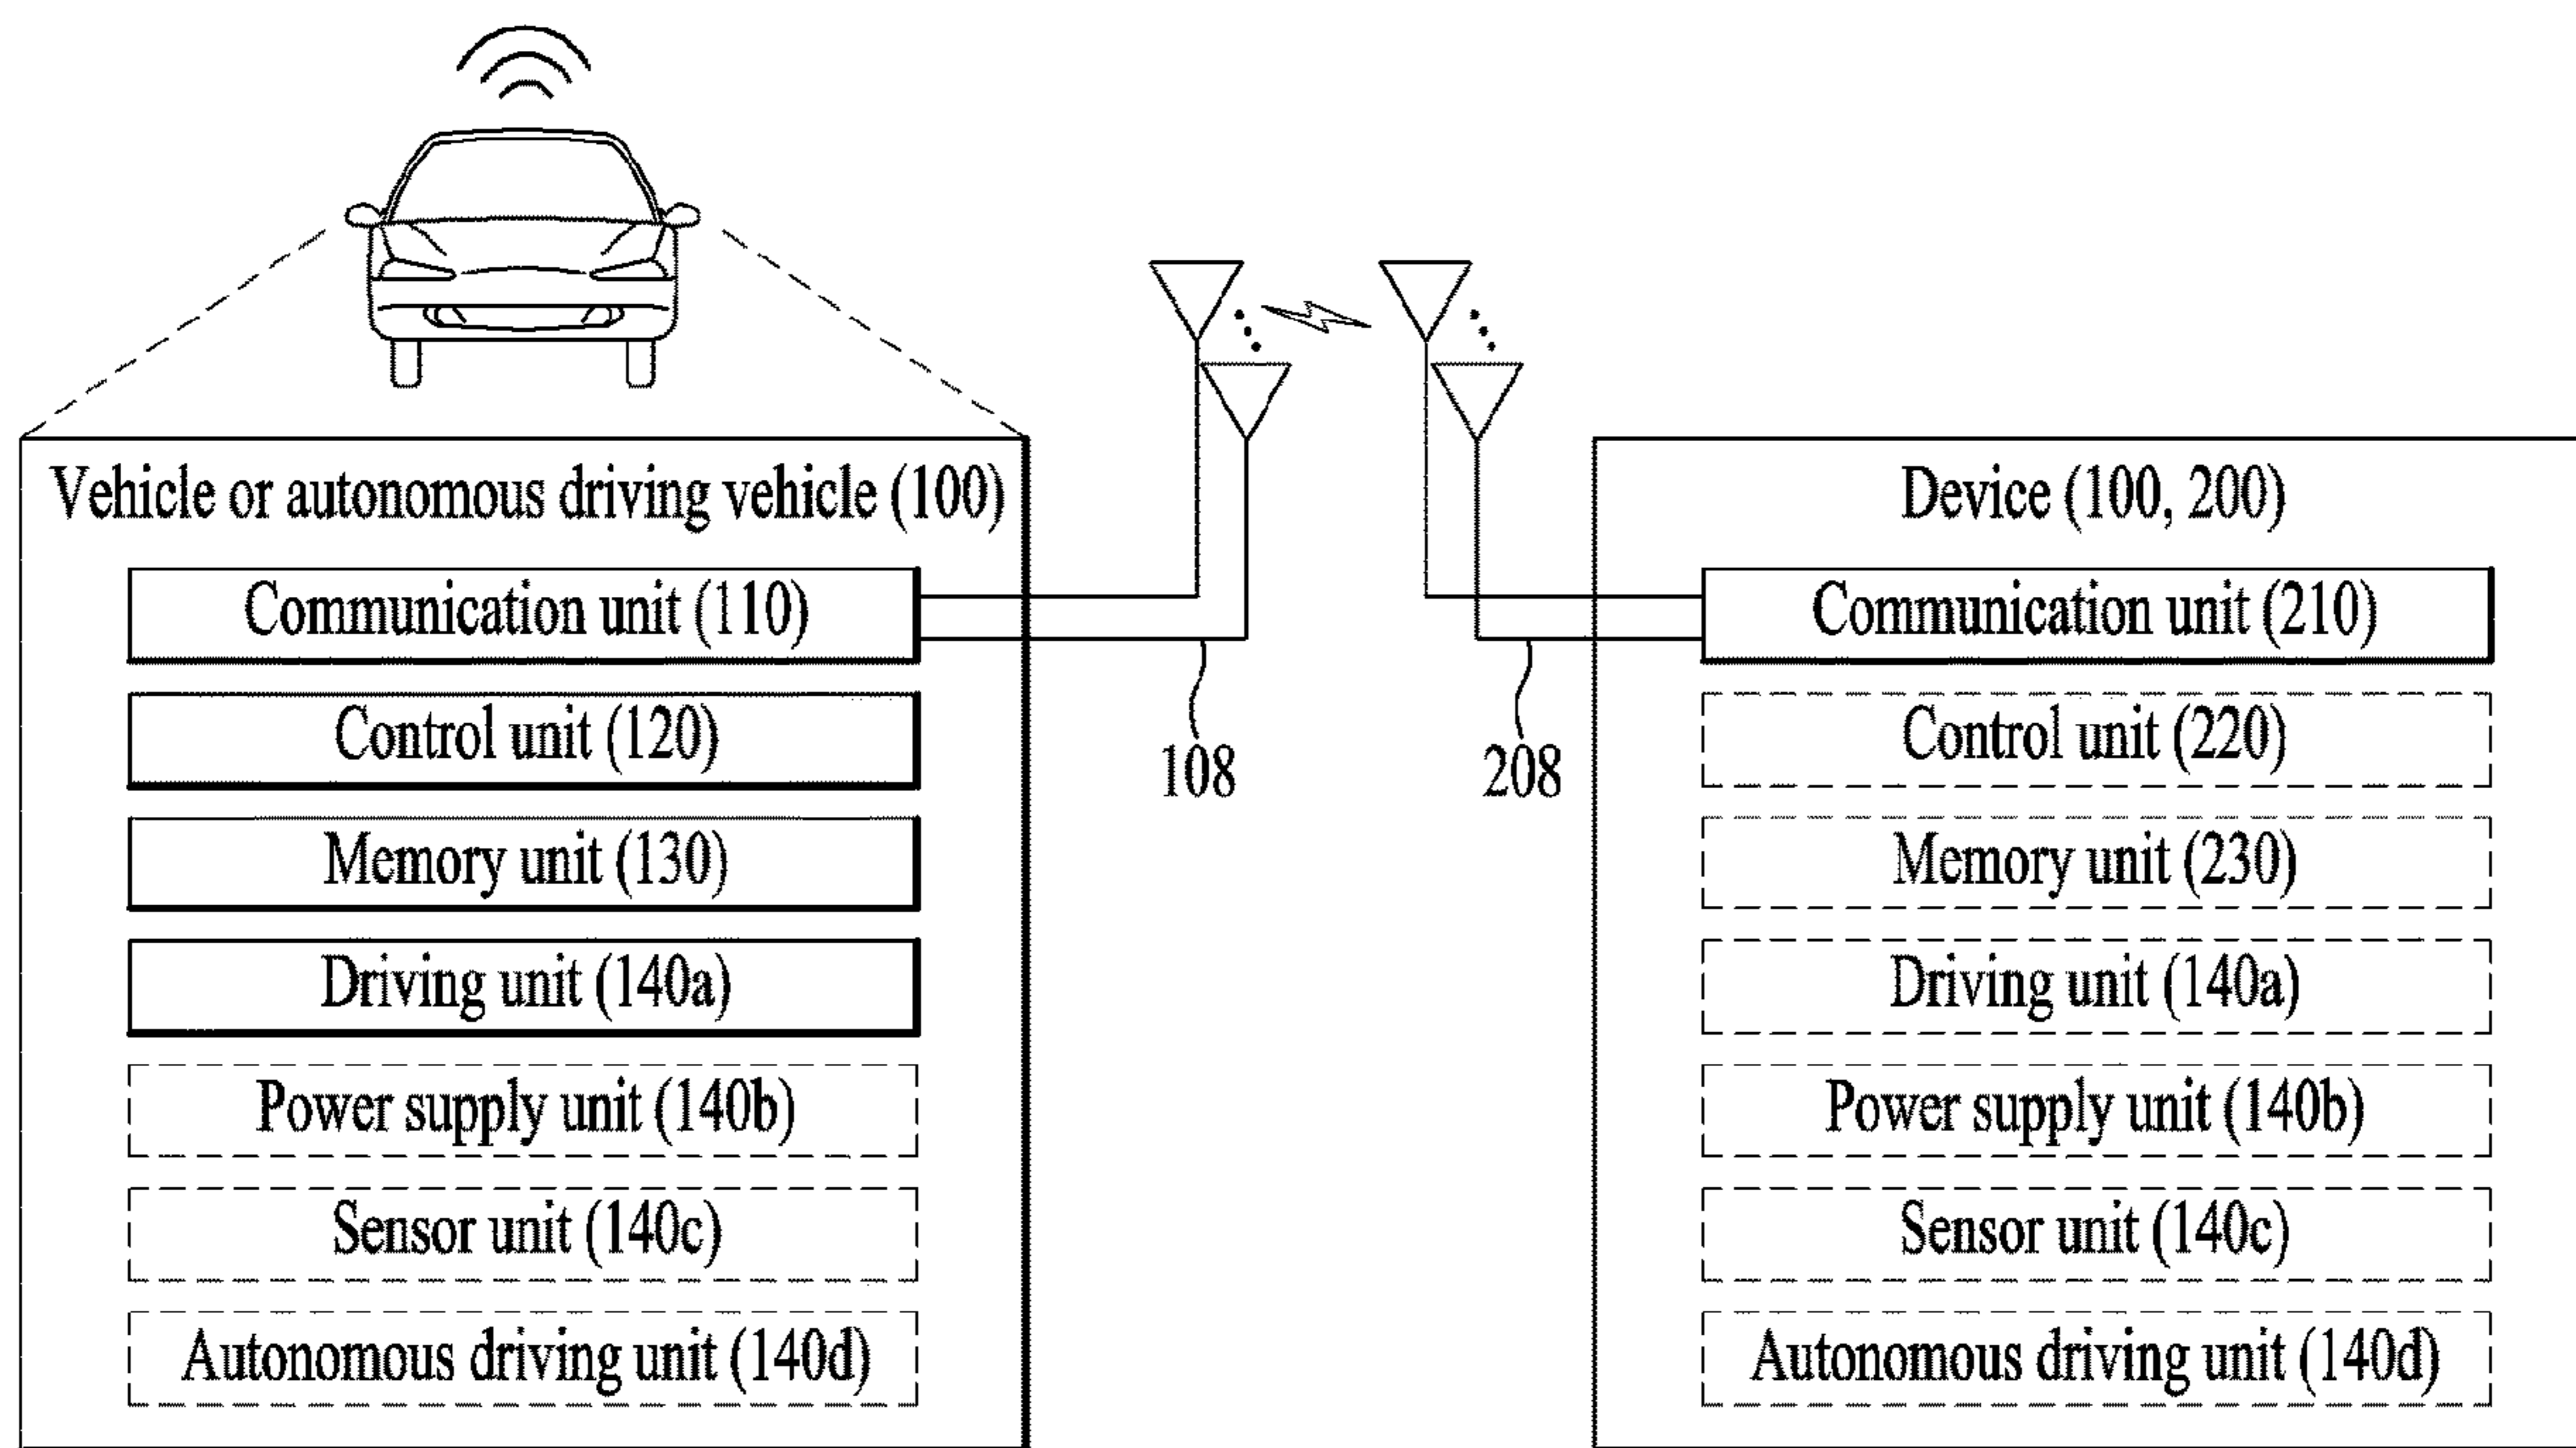 Vehicle or autonomous driving vehicle (100)
Communication unit (110)
Control unit (120)
Memory unit (130)
Driving unit (140a)
Power supply unit (140b)
Sensor unit (140c)
Autonomous driving unit (140d)
108
208
Device (100, 200)
Communication unit (210)
Control unit (220)
Memory unit (230)
Driving unit (140a)
Power supply unit (140b)
Sensor unit (140c)
Autonomous driving unit (140d)